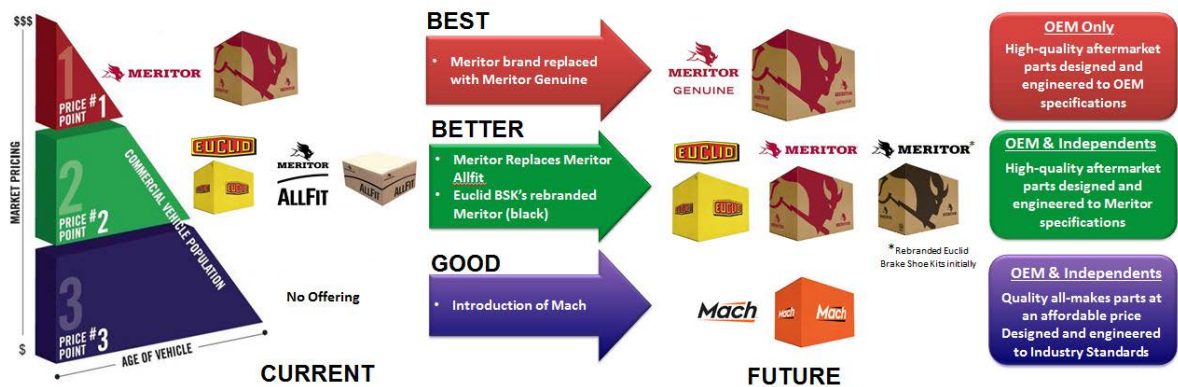 $$$
MARKET PRICING
$
1
PRICE
POINT #1
2
PRICE
POINT #2
3
PRICE
POINT #3
COMMERCIAL VEHICLE POPULATION
AGE OF VEHICLE
MERITOR
EUCLID
MERITOR
ALLFIT
ALLFIT
ALLFIT
EUCLID
EUCLID
No Offering
CURRENT
BEST
• Meritor brand replaced
with Meritor Genuine
BETTER
• Meritor Replaces Meritor
Allfit
• Euclid BSK's rebranded
Meritor (black)
GOOD
• Introduction of Mach
MERITOR
GENUINE
EUCLID
EUCLID
EUCLID
MERITOR
MERITOR*
*Rebranded Euclid
Brake Shoe Kits initially
Mach
Mach
Mach
FUTURE
OEM Only
High-quality aftermarket
parts designed and
engineered to OEM
specifications
OEM & Independents
High-quality aftermarket
parts designed and
engineered to Meritor
specifications
OEM & Independents
Quality all-makes parts at
an affordable price
Designed and engineered
to Industry Standards